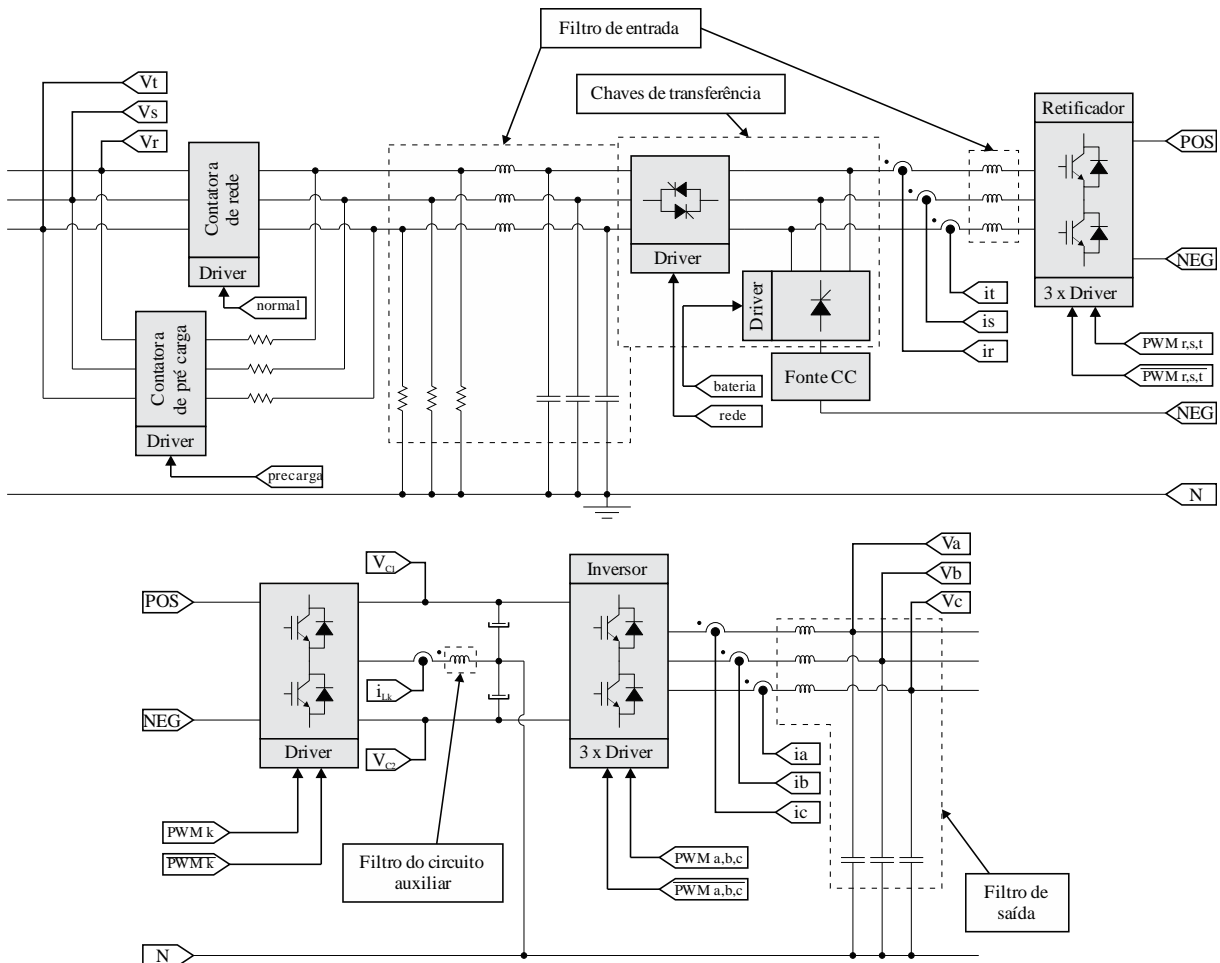 Filtro de entrada
Vt
Vs
Vr
Chaves de transferência
Retificador
POS
NEG
Contatora
de rede
Driver
normal
Driver
Driver
3 x Driver
it
is
ir
PWM r,s,t
PWM r,s,t
Contatora
de pré carga
Driver
precarga
Fonte CC
bateria
rede
NEG
N
V_C1
Inversor
Va
Vb
Vc
POS
i_Lk
NEG
Driver
V_C2
3 x Driver
ia
ib
ic
PWM k
PWM k
Filtro do circuito
auxiliar
PWM a,b,c
PWM a,b,c
Filtro de
saída
N